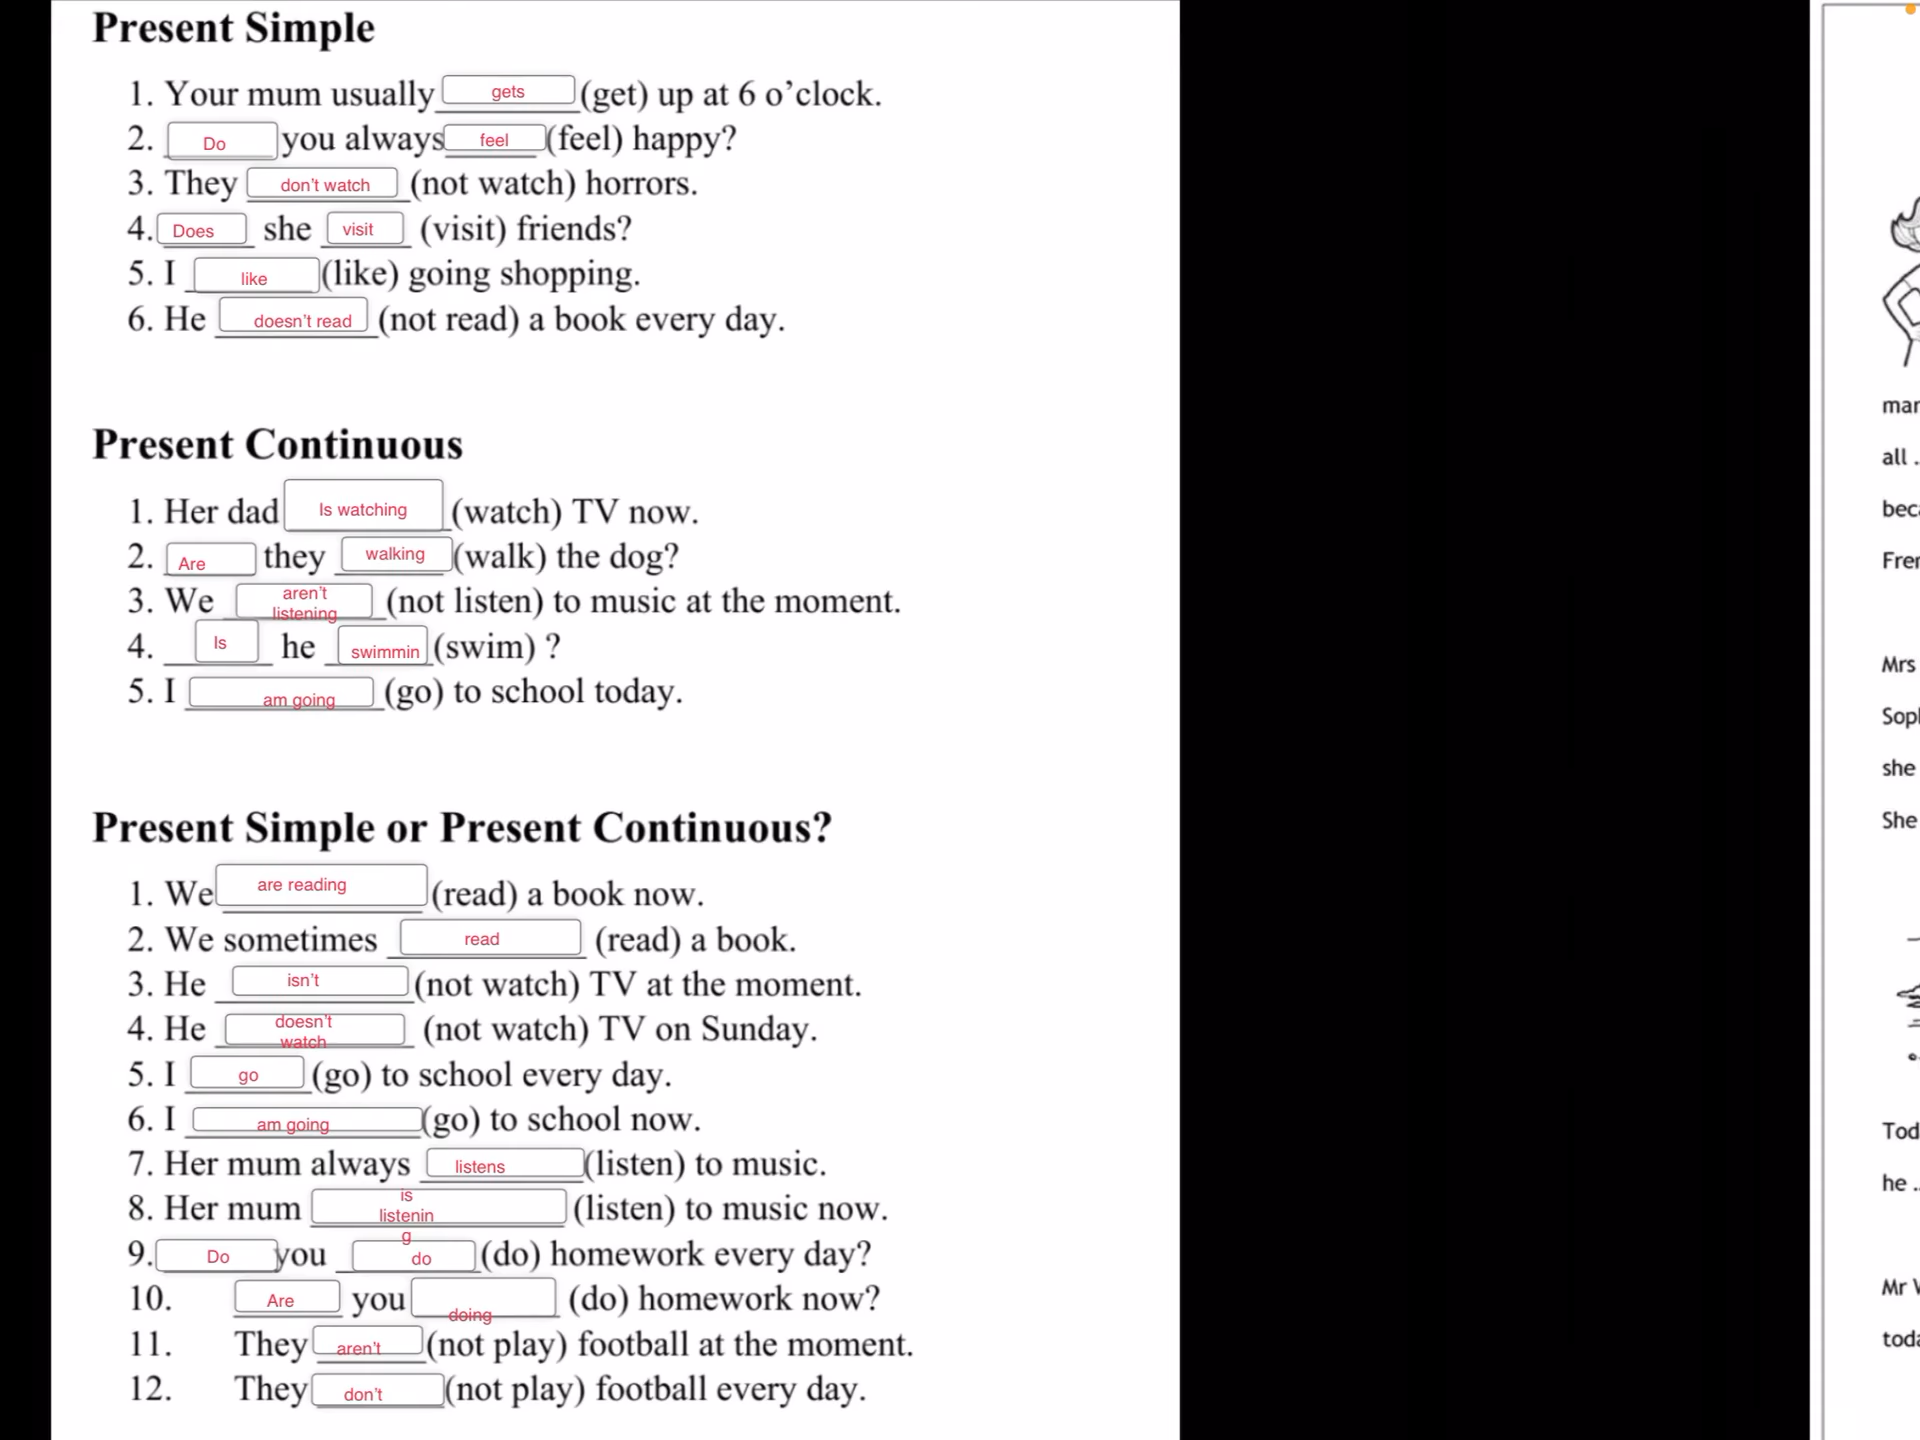 Present Simple
1. Your mum usually gets (get) up at 6 o'clock.
2. Do you always feel (feel) happy?
3. They don't watch (not watch) horrors.
4. Does she visit (visit) friends?
5. I like (like) going shopping.
6. He doesn't read (not read) a book every day.
Present Continuous
1. Her dad Is watching (watch) TV now.
2. Are they walking (walk) the dog?
3. We aren't listening (not listen) to music at the moment.
4. Is he swimmin (swim) ?
5. I am going (go) to school today.
Present Simple or Present Continuous?
1. We are reading (read) a book now.
2. We sometimes read (read) a book.
3. He isn't (not watch) TV at the moment.
4. He doesn't watch (not watch) TV on Sunday.
5. I go (go) to school every day.
6. I am going (go) to school now.
7. Her mum always listens (listen) to music.
8. Her mum is listening (listen) to music now.
9. Do you do (do) homework every day?
10. Are you doing (do) homework now?
11. They aren't (not play) football at the moment.
12. They don't (not play) football every day.
all
Mrs
she
She
he
Mr